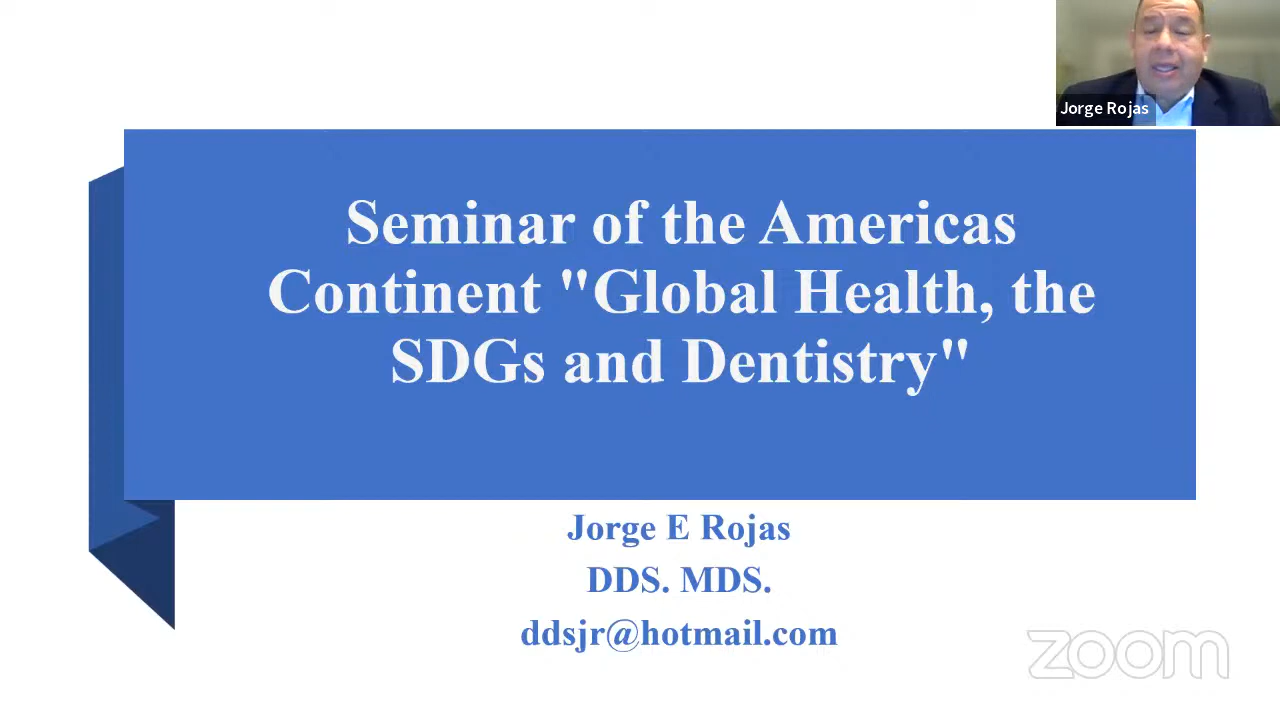 Jorge Rojas
Seminar of the Americas
Continent "Global Health, the
SDGs and Dentistry"
Jorge E Rojas
DDS. MDS.
ddsjr@hotmail.com
zoom